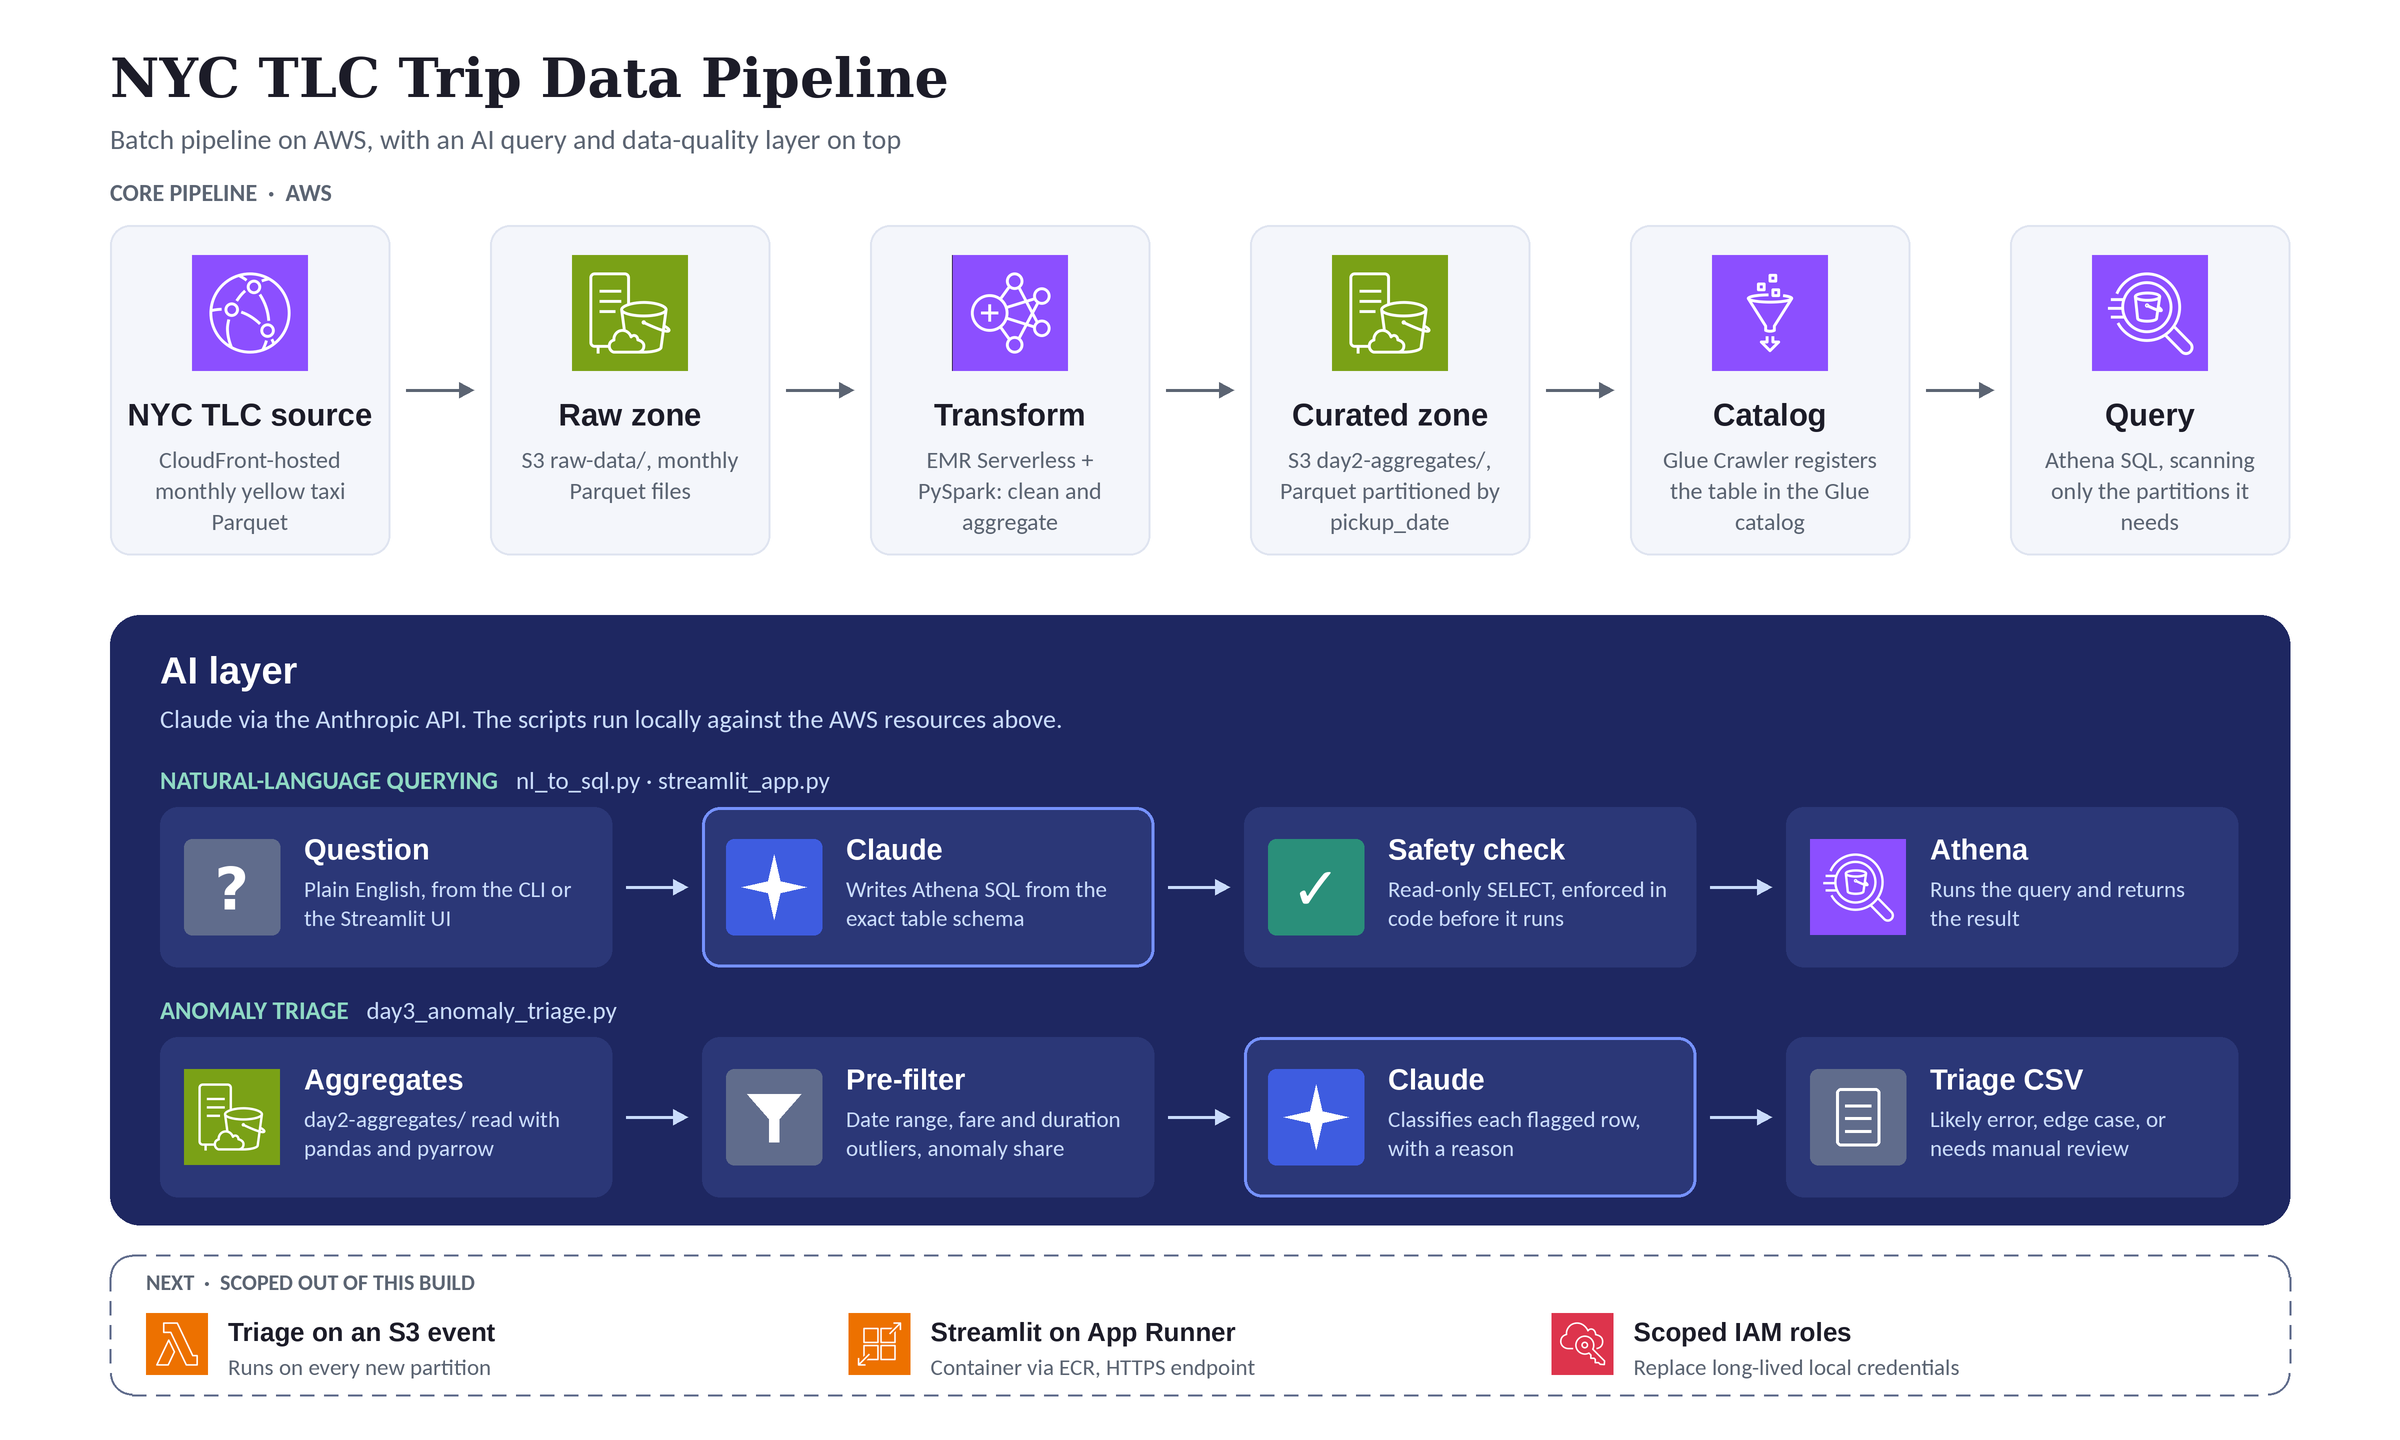 NYC TLC Trip Data Pipeline
Batch pipeline on AWS, with an AI query and data-quality layer on top
CORE PIPELINE · AWS
NYC TLC source
CloudFront-hosted
monthly yellow taxi
Parquet
Raw zone
S3 raw-data/, monthly
Parquet files
Transform
EMR Serverless +
PySpark: clean and
aggregate
Curated zone
S3 day2-aggregates/,
Parquet partitioned by
pickup_date
Catalog
Glue Crawler registers
the table in the Glue
catalog
Query
Athena SQL, scanning
only the partitions it
needs
AI layer
Claude via the Anthropic API. The scripts run locally against the AWS resources above.
NATURAL-LANGUAGE QUERYING nl_to_sql.py · streamlit_app.py
?
Question
Plain English, from the CLI or
the Streamlit UI
Claude
Writes Athena SQL from the
exact table schema
Safety check
Read-only SELECT, enforced in
code before it runs
Athena
Runs the query and returns
the result
ANOMALY TRIAGE day3_anomaly_triage.py
Aggregates
day2-aggregates/ read with
pandas and pyarrow
Pre-filter
Date range, fare and duration
outliers, anomaly share
Claude
Classifies each flagged row,
with a reason
Triage CSV
Likely error, edge case, or
needs manual review
NEXT · SCOPED OUT OF THIS BUILD
Triage on an S3 event
Runs on every new partition
Streamlit on App Runner
Container via ECR, HTTPS endpoint
Scoped IAM roles
Replace long-lived local credentials